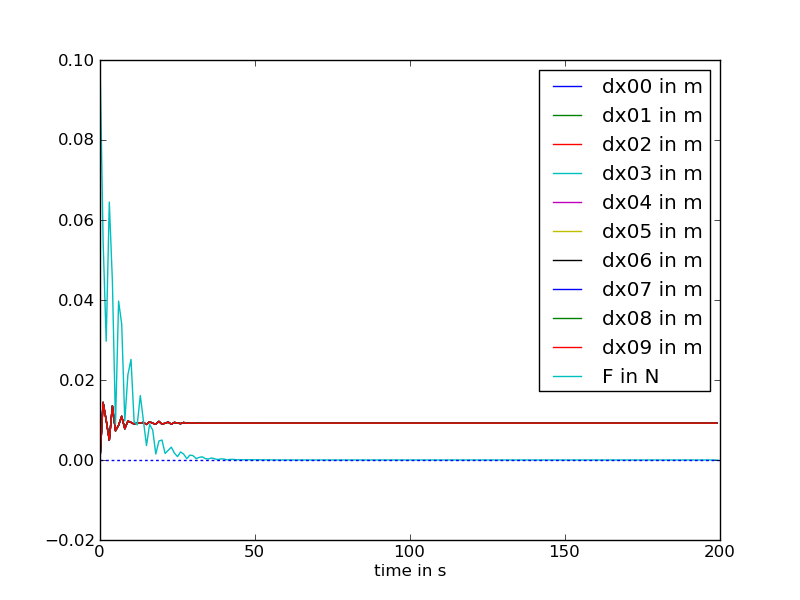 0.10
0.08
0.06
0.04
0.02
0.00
−0.02
0
50
100
150
200
time in s
dx00 in m
dx01 in m
dx02 in m
dx03 in m
dx04 in m
dx05 in m
dx06 in m
dx07 in m
dx08 in m
dx09 in m
F in N